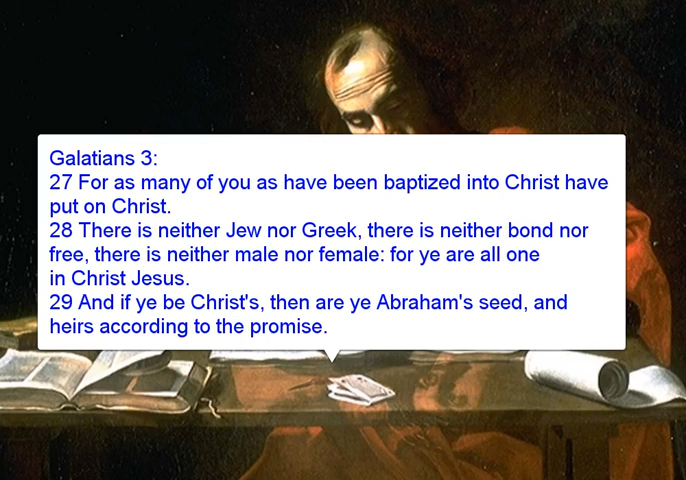 Galatians 3:
27 For as many of you as have been baptized into Christ have
put on Christ.
28 There is neither Jew nor Greek, there is neither bond nor
free, there is neither male nor female: for ye are all one
in Christ Jesus.
29 And if ye be Christ's, then are ye Abraham's seed, and
heirs according to the promise.